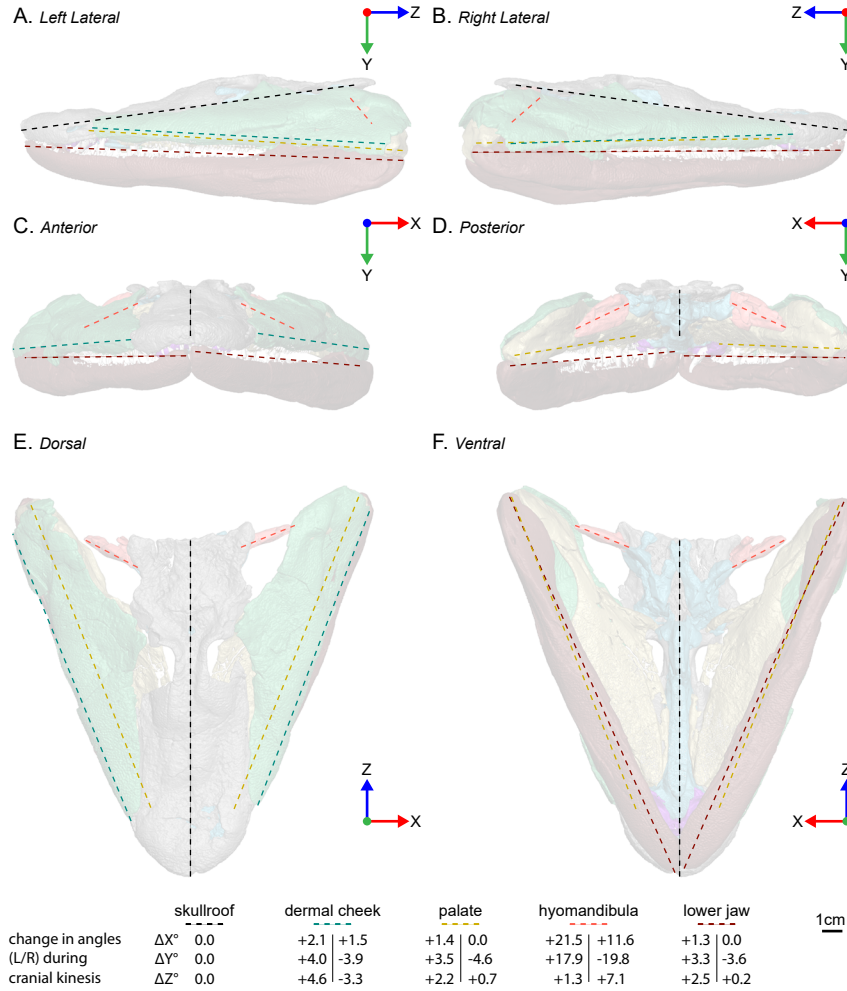 A. Left Lateral
Z
Y
B. Right Lateral
Z
Y
C. Anterior
X
Y
D. Posterior
X
Y
E. Dorsal
Z
X
F. Ventral
Z
X
skullroof dermal cheek palate hyomandibula lower jaw
change in angles ΔX° 0.0 +2.1 +1.5 +1.4 0.0 +21.5 +11.6 +1.3 0.0
(L/R) during ΔY° 0.0 +4.0 -3.9 +3.5 -4.6 +17.9 -19.8 +3.3 -3.6
cranial kinesis ΔZ° 0.0 +4.6 -3.3 +2.2 +0.7 +1.3 +7.1 +2.5 +0.2
1cm